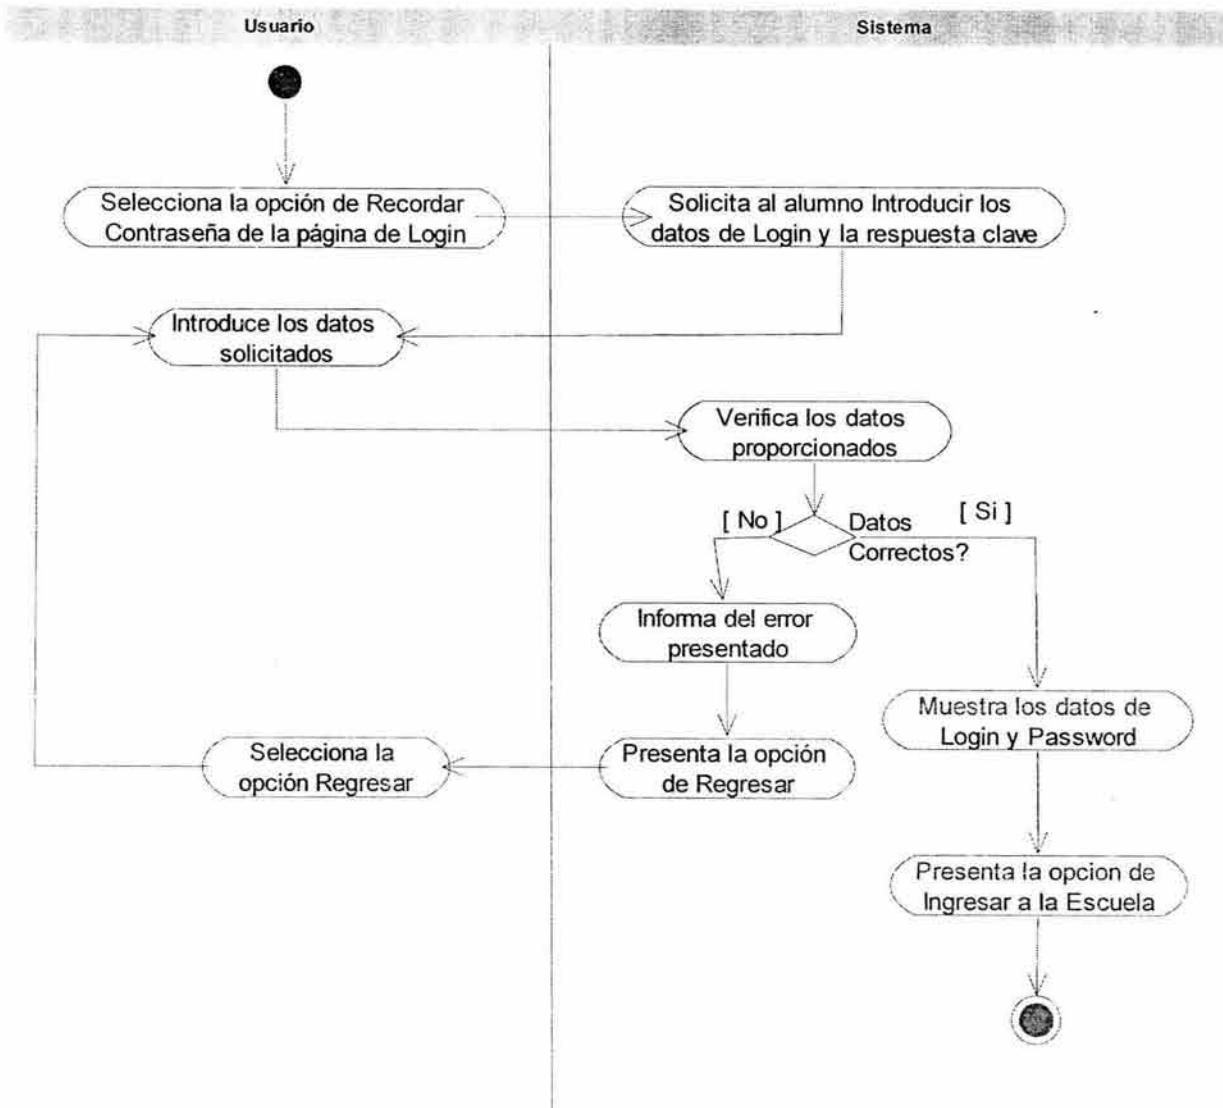 Usuario
Sistema
Selecciona la opción de Recordar
Contraseña de la página de Login
Solicita al alumno Introducir los
datos de Login y la respuesta clave
Introduce los datos
solicitados
Verifica los datos
proporcionados
[ No ]
Datos
Correctos?
[ Si ]
Informa del error
presentado
Muestra los datos de
Login y Password
Selecciona la
opción Regresar
Presenta la opción
de Regresar
Presenta la opcion de
Ingresar a la Escuela